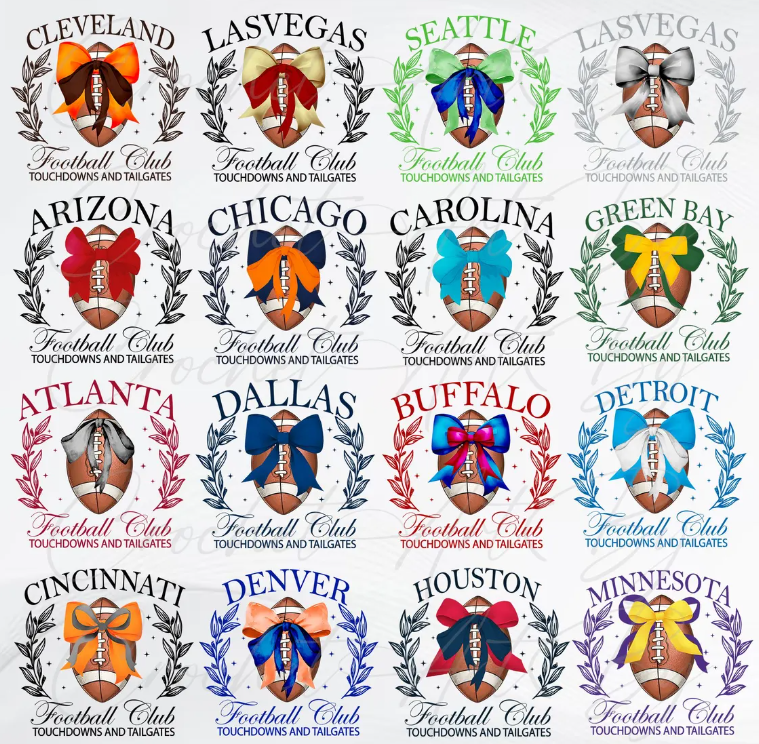 CLEVELAND
Football Club
TOUCHDOWNS AND TAILGATES
LASVEGAS
Football Club
TOUCHDOWNS AND TAILGATES
SEATTLE
Football Club
TOUCHDOWNS AND TAILGATES
LASVEGAS
Football Club
TOUCHDOWNS AND TAILGATES
ARIZONA
Football Club
TOUCHDOWNS AND TAILGATES
CHICAGO
Football Club
TOUCHDOWNS AND TAILGATES
CAROLINA
Football Club
TOUCHDOWNS AND TAILGATES
GREEN BAY
Football Club
TOUCHDOWNS AND TAILGATES
ATLANTA
Football Club
TOUCHDOWNS AND TAILGATES
DALLAS
Football Club
TOUCHDOWNS AND TAILGATES
BUFFALO
Football Club
TOUCHDOWNS AND TAILGATES
DETROIT
Football Club
TOUCHDOWNS AND TAILGATES
CINCINNATI
Football Club
TOUCHDOWNS AND TAILGATES
DENVER
Football Club
TOUCHDOWNS AND TAILGATES
HOUSTON
Football Club
TOUCHDOWNS AND TAILGATES
MINNESOTA
Football Club
TOUCHDOWNS AND TAILGATES